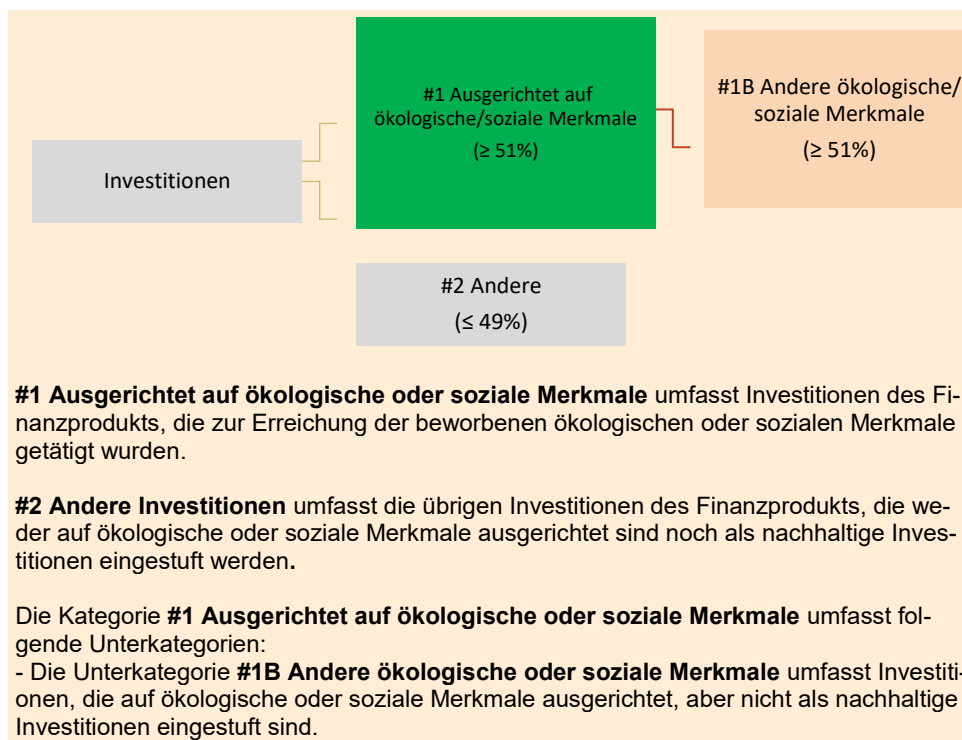 Investitionen
#1 Ausgerichtet auf
ökologische/soziale Merkmale
(≥ 51%)
#1B Andere ökologische/
soziale Merkmale
(≥ 51%)
#2 Andere
(≤ 49%)
#1 Ausgerichtet auf ökologische oder soziale Merkmale umfasst Investitionen des Fi-
nanzprodukts, die zur Erreichung der beworbenen ökologischen oder sozialen Merkmale
getätigt wurden.
#2 Andere Investitionen umfasst die übrigen Investitionen des Finanzprodukts, die we-
der auf ökologische oder soziale Merkmale ausgerichtet sind noch als nachhaltige Inves-
titionen eingestuft werden.
Die Kategorie #1 Ausgerichtet auf ökologische oder soziale Merkmale umfasst fol-
gende Unterkategorien:
- Die Unterkategorie #1B Andere ökologische oder soziale Merkmale umfasst Investiti-
onen, die auf ökologische oder soziale Merkmale ausgerichtet, aber nicht als nachhaltige
Investitionen eingestuft sind.